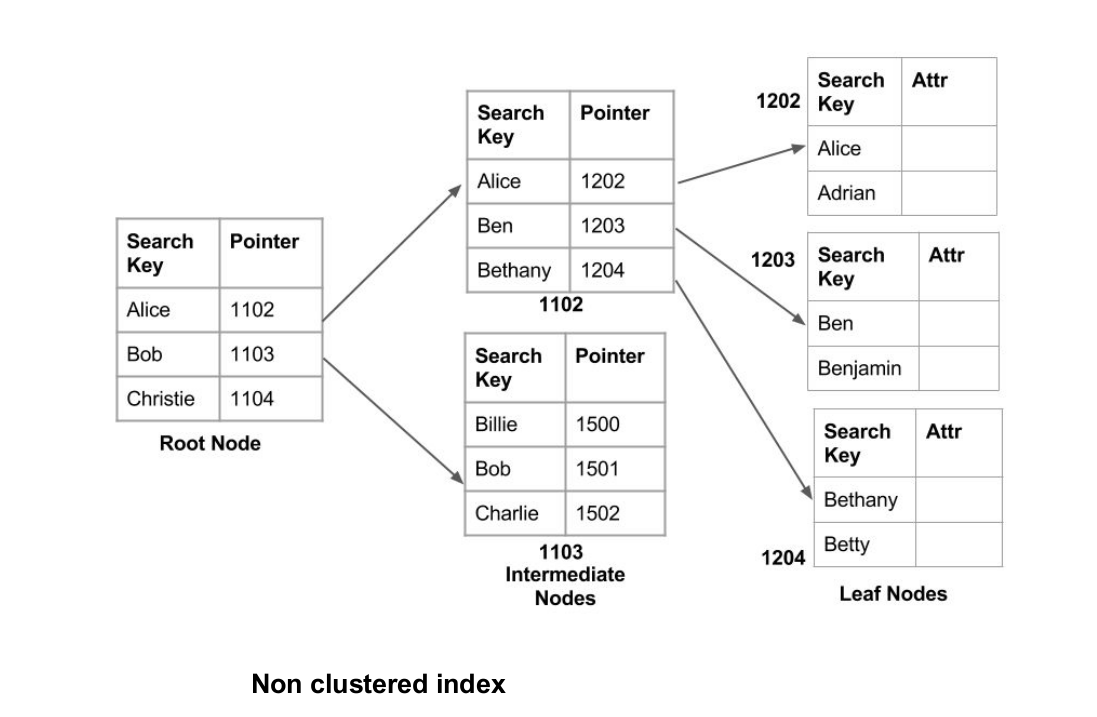 Search Key Pointer
Alice 1102
Bob 1103
Christie 1104
Root Node
Search Key Pointer
Alice 1202
Ben 1203
Bethany 1204
1102
Search Key Pointer
Billie 1500
Bob 1501
Charlie 1502
1103
Intermediate
Nodes
1202
Search Key Attr
Alice
Adrian
1203
Search Key Attr
Ben
Benjamin
1204
Search Key Attr
Bethany
Betty
Leaf Nodes
Non clustered index